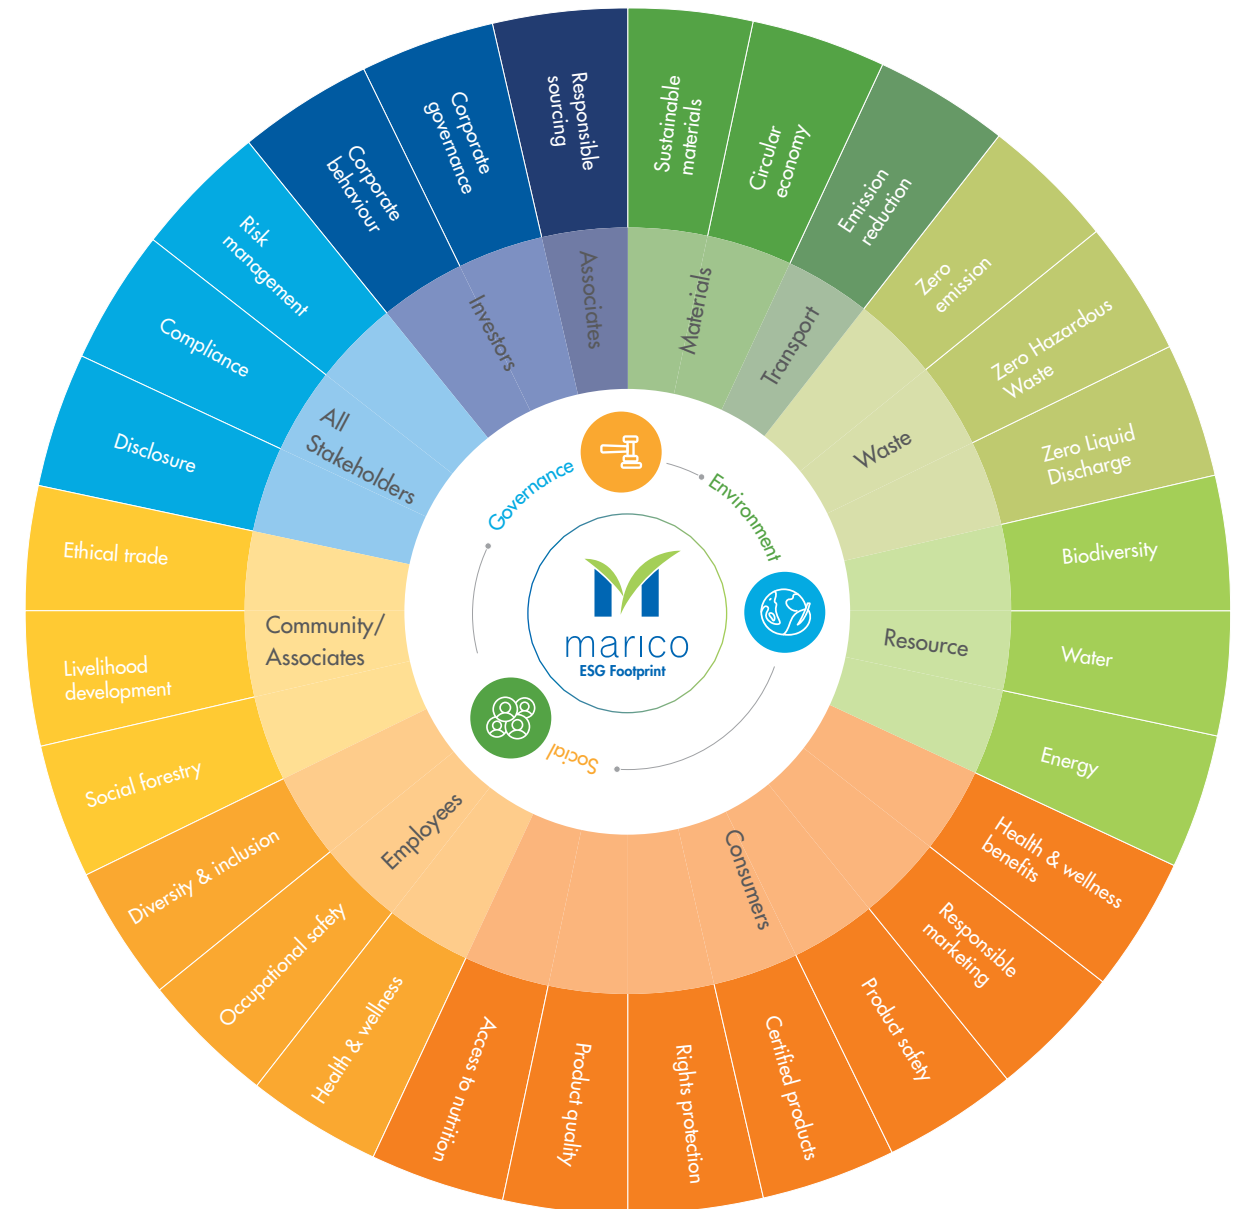 Sustainable
materials
Circular
economy
Emission
reduction
Zero
emission
Zero Hazardous
Waste
Zero Liquid
Discharge
Biodiversity
Water
Energy
Health & wellness
benefits
Responsible
marketing
Product safety
Certified products
Rights protection
Product quality
Access to nutrition
Health & wellness
Occupational safety
Diversity & inclusion
Social forestry
Livelihood
development
Ethical trade
Disclosure
Compliance
Risk
management
Corporate
behaviour
Corporate
governance
Responsible
sourcing
Materials
Transport
Waste
Resource
Consumers
Employees
Community/
Associates
All
Stakeholders
Investors
Associates
Governance
Environment
Social
marico
ESG Footprint